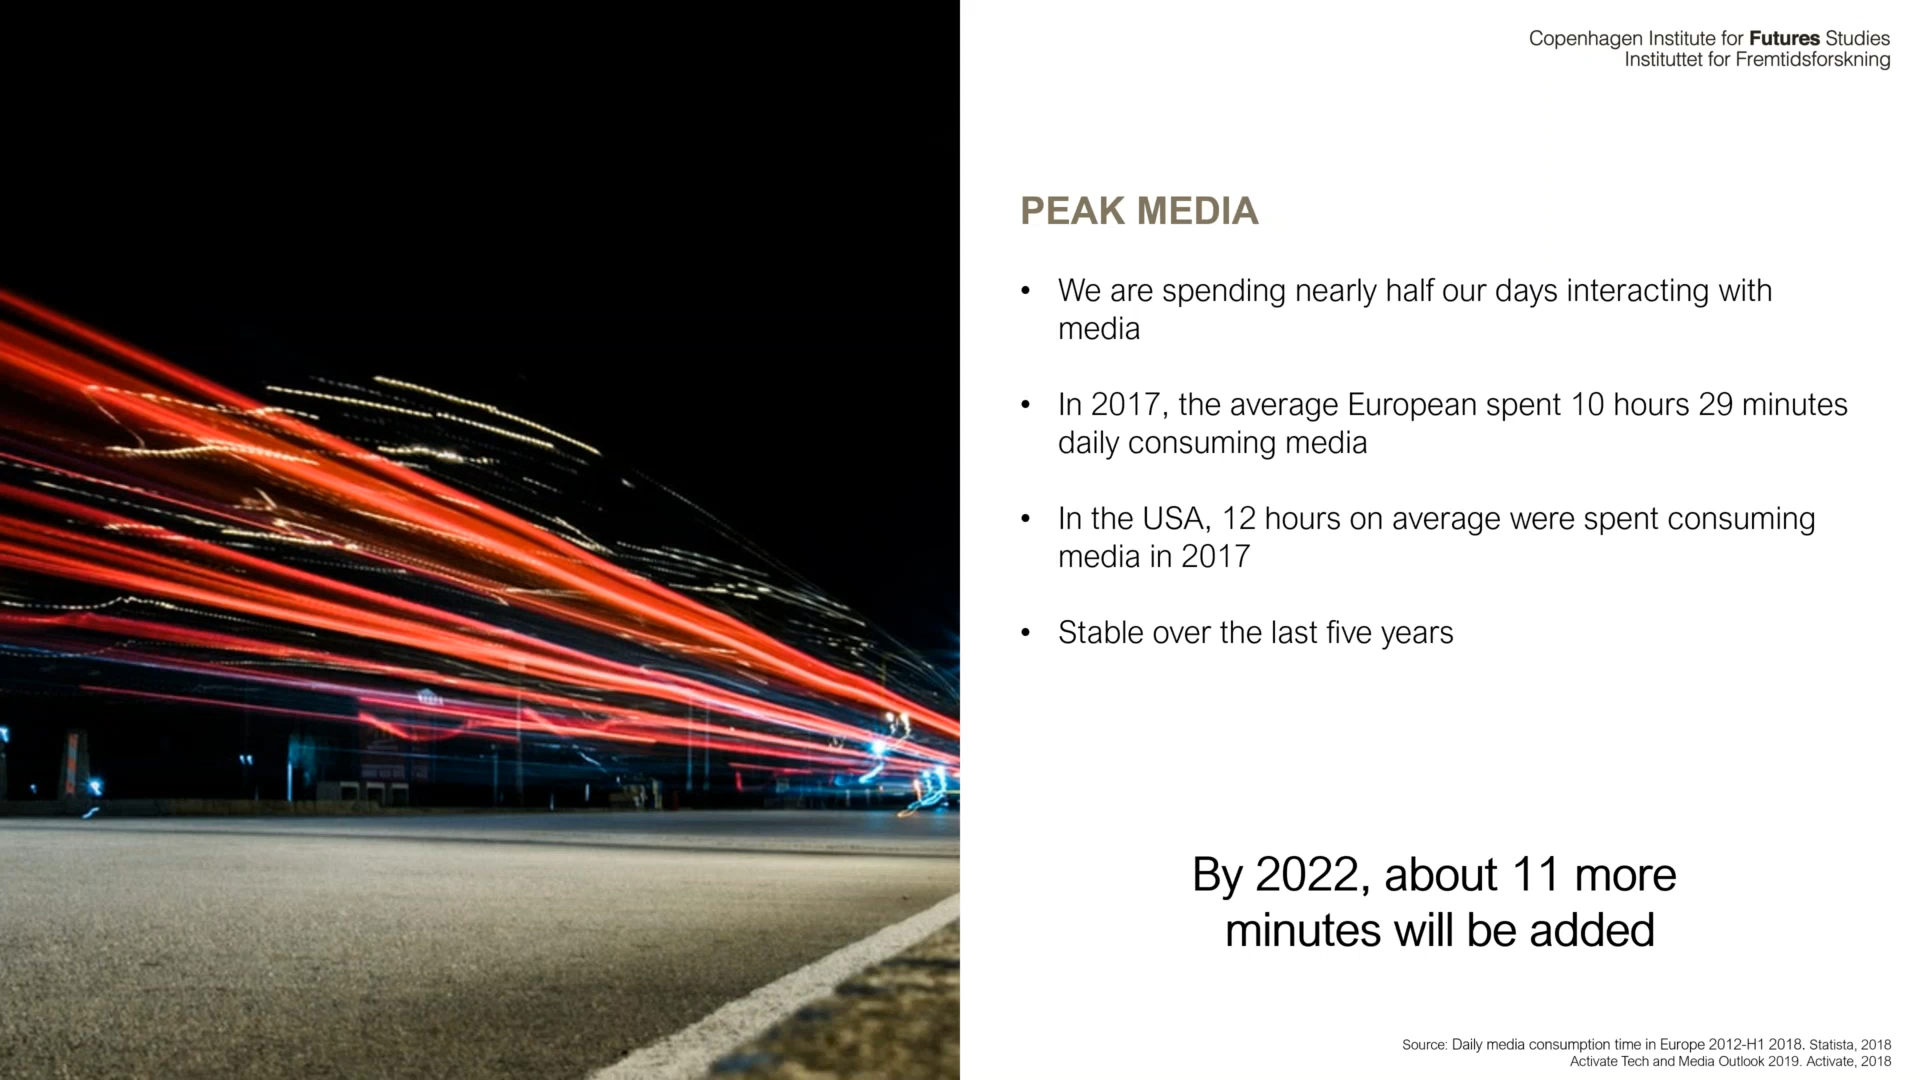 Copenhagen Institute for Futures Studies
Instituttet for Fremtidsforskning
PEAK MEDIA
• We are spending nearly half our days interacting with
media
• In 2017, the average European spent 10 hours 29 minutes
daily consuming media
• In the USA, 12 hours on average were spent consuming
media in 2017
• Stable over the last five years
By 2022, about 11 more
minutes will be added
Source: Daily media consumption time in Europe 2012-H1 2018. Statista, 2018
Activate Tech and Media Outlook 2019. Activate, 2018